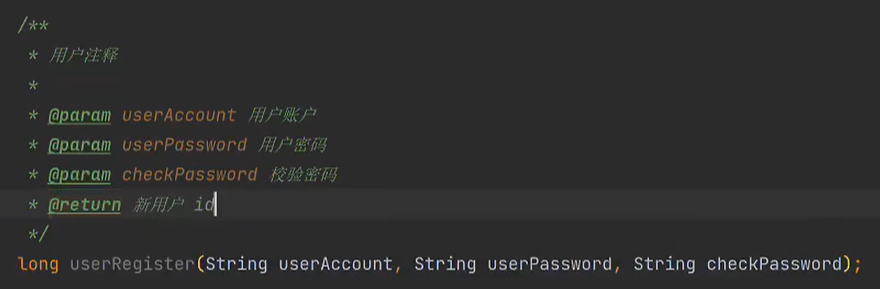 /**
* 用户注释
*
* @param userAccount 用户账户
* @param userPassword 用户密码
* @param checkPassword 校验密码
* @return 新用户 id
*/
long userRegister(String userAccount, String userPassword, String checkPassword);